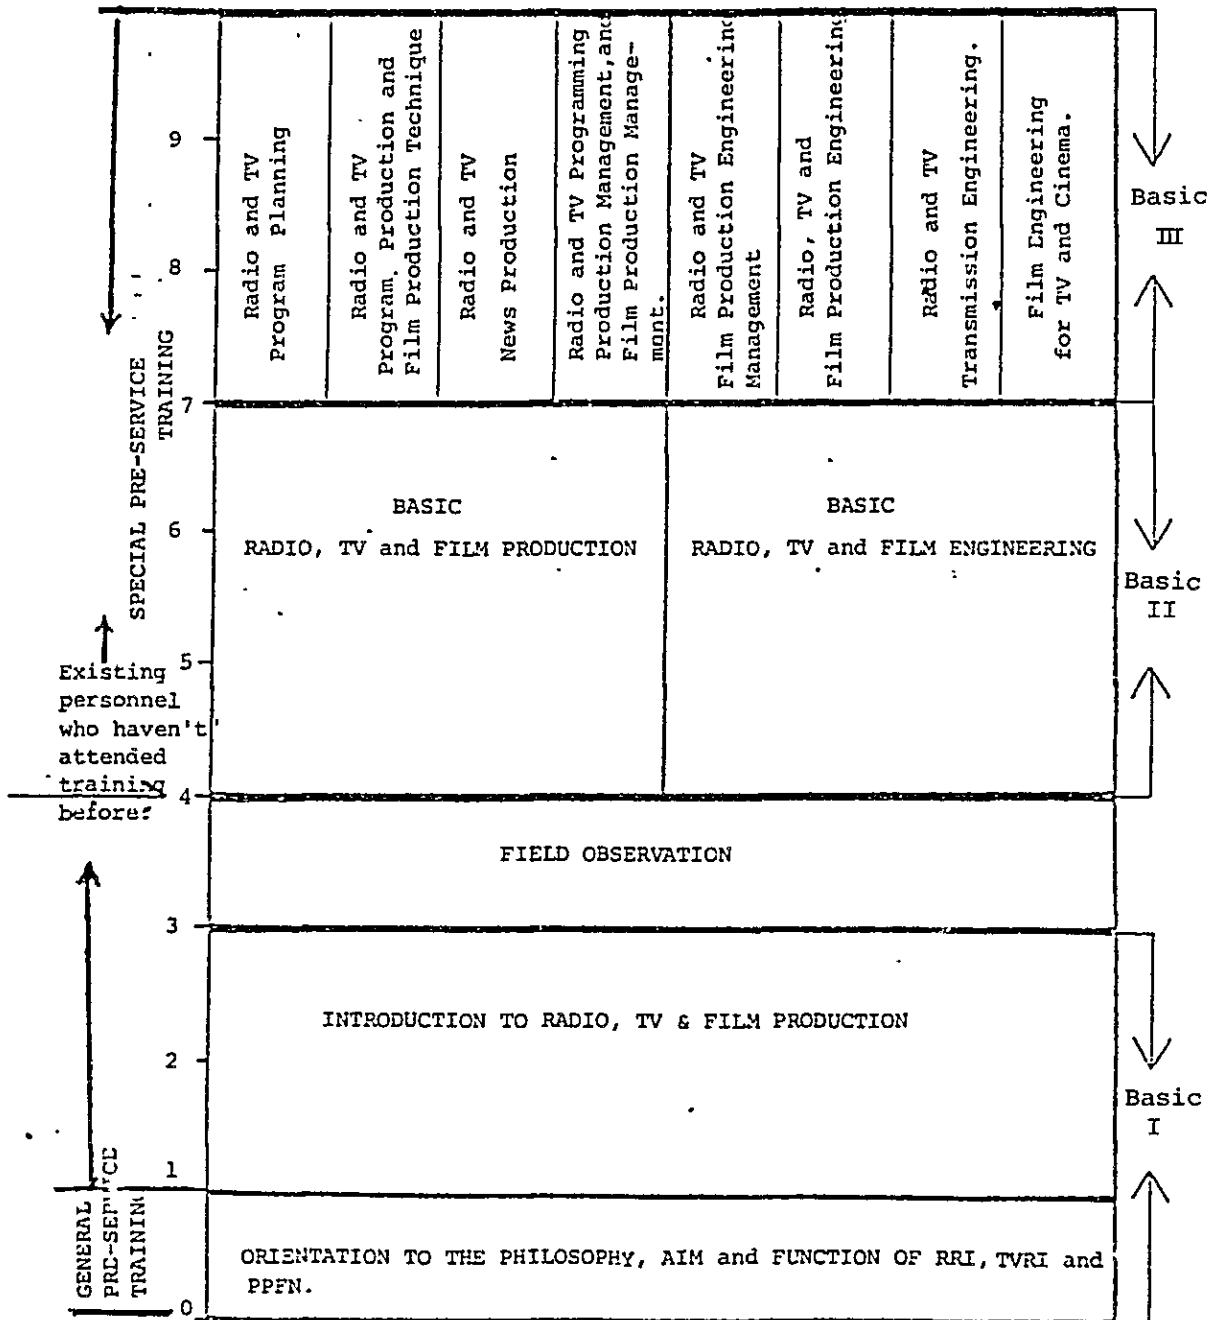 9
8
7
6
5
4
3
2
1
0
SPECIAL PRE-SERVICE
TRAINING
Existing
personnel
who haven't
attended
training
before.
GENERAL
TRAINING
Radio and TV
Program Planning
Radio and TV
Program. Production and
Film Production Technique
Radio and TV
News Production
Radio and TV Programming
Production Management, and
Film Production Manage-
mont.
Radio and TV
Film Production Engineering
Management
Radio, TV and
Film Production Engineering
Radio and TV
Transmission Engineering.
Film Engineering
for TV and Cinema.
Basic
III
BASIC
RADIO, TV and FILM PRODUCTION
BASIC
RADIO, TV and FILM ENGINEERING
Basic
II
FIELD OBSERVATION
INTRODUCTION TO RADIO, TV & FILM PRODUCTION
Basic
I
ORIENTATION TO THE PHILOSOPHY, AIM and FUNCTION OF RRI, TVRI and
PPFN.